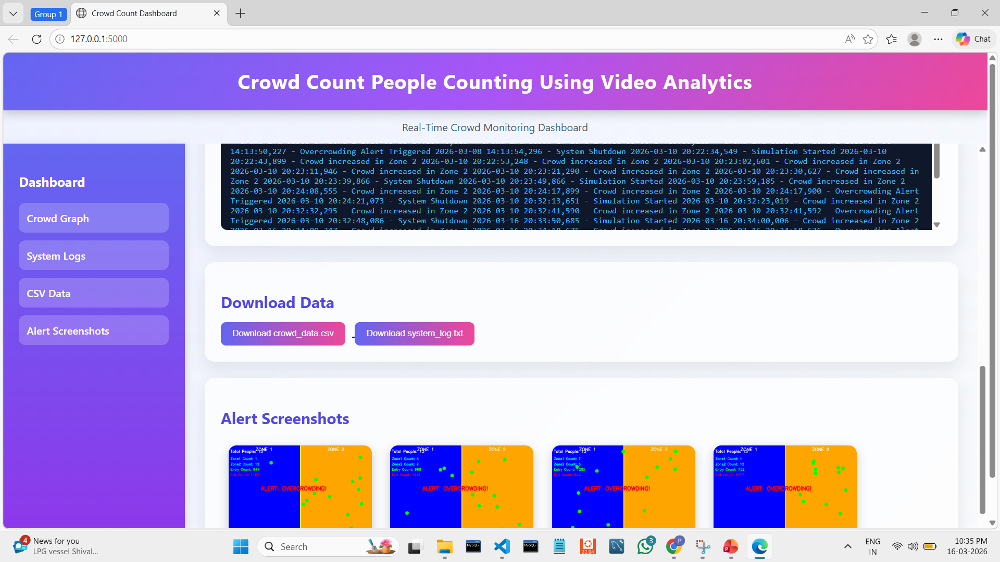 Group 1
Crowd Count Dashboard
127.0.0.1:5000
Chat
Crowd Count People Counting Using Video Analytics
Real-Time Crowd Monitoring Dashboard
Dashboard
Crowd Graph
System Logs
CSV Data
Alert Screenshots
14:13:50,227 - Overcrowding Alert Triggered 2026-03-08 14:13:54,296 - System Shutdown 2026-03-10 20:22:34,549 - Simulation Started 2026-03-10
20:22:43,899 - Crowd increased in Zone 2 2026-03-10 20:22:53,248 - Crowd increased in Zone 2 2026-03-10 20:23:02,601 - Crowd increased in Zone 2
2026-03-10 20:23:11,946 - Crowd increased in Zone 2 2026-03-10 20:23:21,290 - Crowd increased in Zone 2 2026-03-10 20:23:30,627 - Crowd increased in
Zone 2 2026-03-10 20:23:39,866 - System Shutdown 2026-03-10 20:23:49,866 - Simulation Started 2026-03-10 20:23:59,185 - Crowd increased in Zone 2
2026-03-10 20:24:08,555 - Crowd increased in Zone 2 2026-03-10 20:24:17,899 - Crowd increased in Zone 2 2026-03-10 20:24:17,900 - Overcrowding Alert
Triggered 2026-03-10 20:24:21,073 - System Shutdown 2026-03-10 20:32:13,651 - Simulation Started 2026-03-10 20:32:23,019 - Crowd increased in Zone 2
2026-03-10 20:32:32,295 - Crowd increased in Zone 2 2026-03-10 20:32:41,590 - Crowd increased in Zone 2 2026-03-10 20:32:41,592 - Overcrowding Alert
Triggered 2026-03-10 20:32:48,086 - System Shutdown 2026-03-16 20:33:50,685 - Simulation Started 2026-03-16 20:34:00,006 - Crowd increased in Zone 2
Download Data
Download crowd_data.csv
Download system_log.txt
Alert Screenshots
Total People:
ZONE 1
ZONE 2
Zone1 Count: 1
Zone2 Count: 12
Entry Count: 944
Exit Count: 1163
ALERT: OVERCROWDING!
Total People:
ZONE 1
ZONE 2
Zone1 Count: 4
Zone2 Count: 9
Entry Count: 968
Exit Count: 1141
ALERT: OVERCROWDING!
Total People:
ZONE 1
ZONE 2
Zone1 Count: 7
Zone2 Count: 6
Entry Count: 1285
Exit Count: 824
ALERT: OVERCROWDING!
Total People:
ZONE 1
ZONE 2
Zone1 Count: 1
Zone2 Count: 12
Entry Count: 732
Exit Count: 1377
ALERT: OVERCROWDING!
4
News for you
LPG vessel Shival...
Search
MySQL
MySQL
22.04
3
P
P
ENG
IN
10:35 PM
16-03-2026